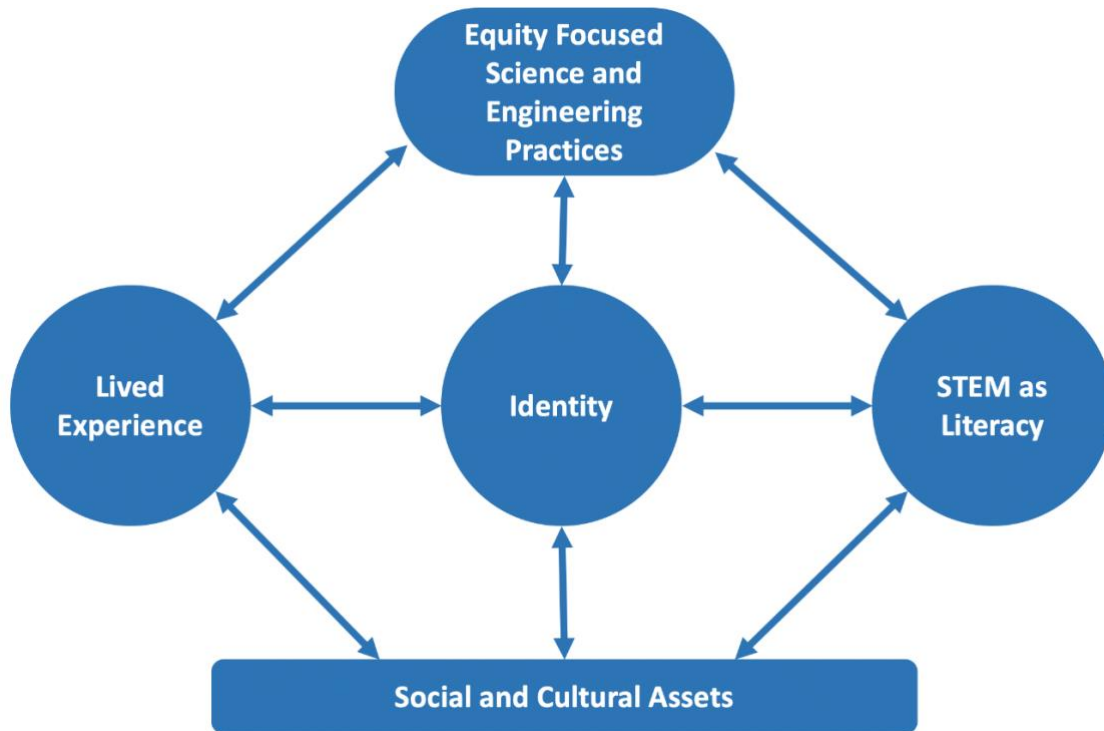 Equity Focused
Science and
Engineering
Practices
Lived
Experience
Identity
STEM as
Literacy
Social and Cultural Assets